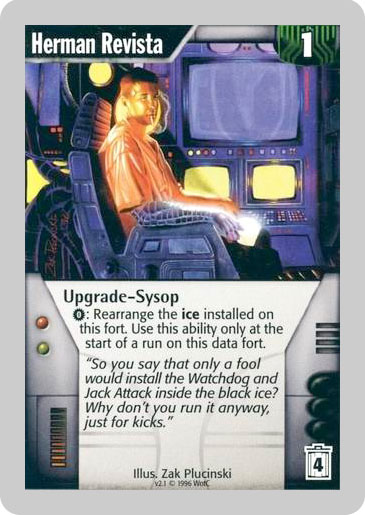 Herman Revista
1
Upgrade–Sysop
0: Rearrange the ice installed on
this fort. Use this ability only at the
start of a run on this data fort.
“So you say that only a fool
would install the Watchdog and
Jack Attack inside the black ice?
Why don’t you run it anyway,
just for kicks.”
4
Illus. Zak Plucinski
v2.1 © 1996 WotC